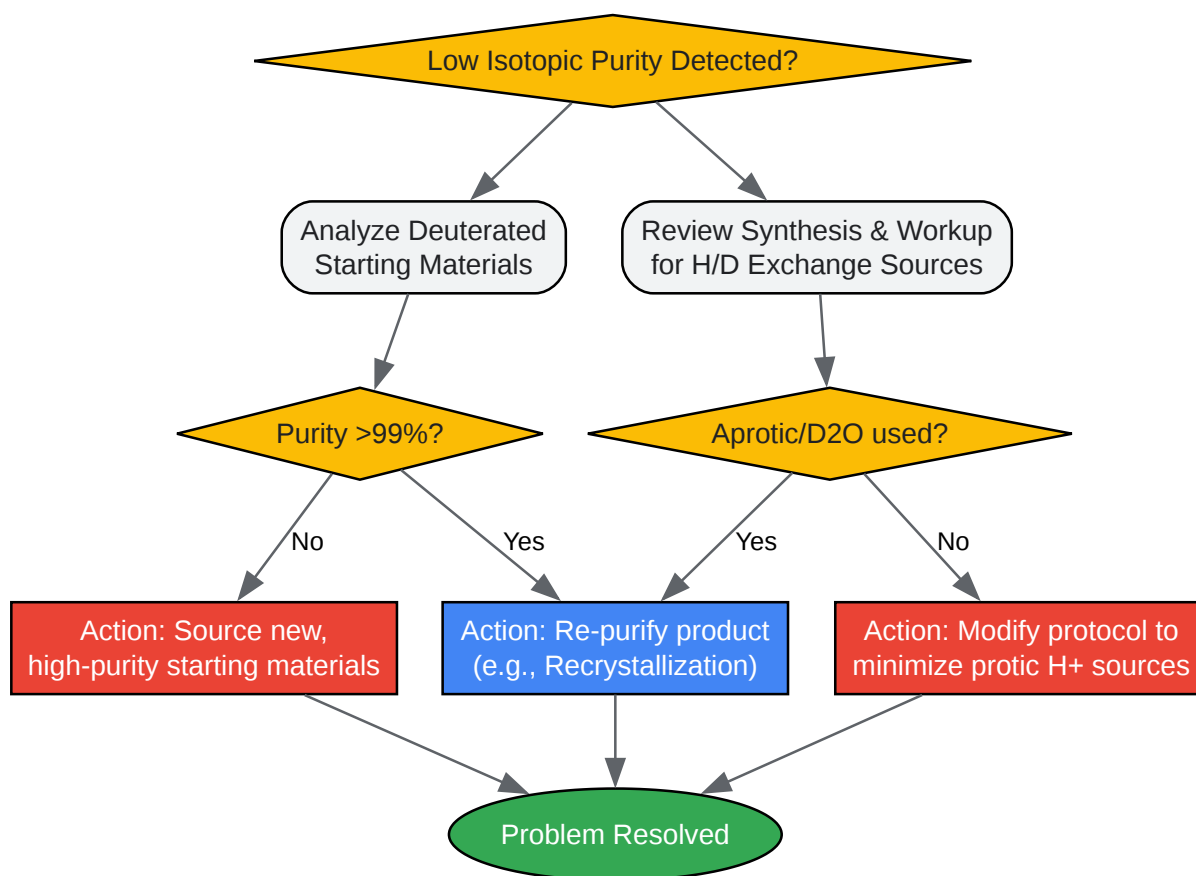 Low Isotopic Purity Detected?
Analyze Deuterated
Starting Materials
Review Synthesis & Workup
for H/D Exchange Sources
Purity >99%?
Aprotic/D2O used?
No
Yes
Yes
No
Action: Source new,
high-purity starting materials
Action: Re-purify product
(e.g., Recrystallization)
Action: Modify protocol to
minimize protic H+ sources
Problem Resolved